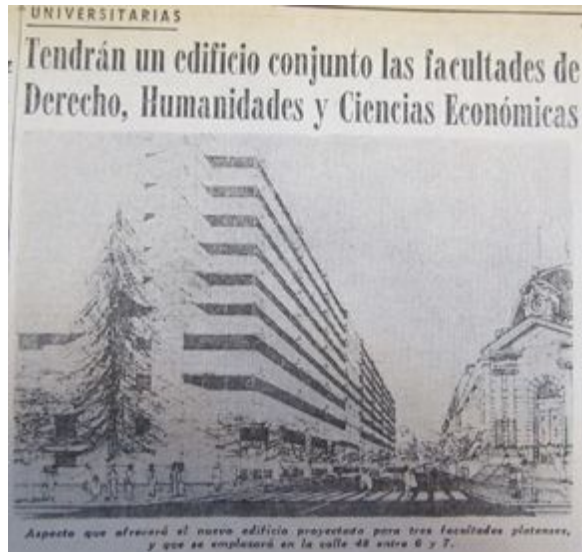 UNIVERSITARIAS
Tendrán un edificio conjunto las facultades de
Derecho, Humanidades y Ciencias Económicas
Aspecto que ofrecerá el nuevo edificio proyectado para tres facultades platenses,
y que se emplazará en la calle 48 entre 6 y 7.